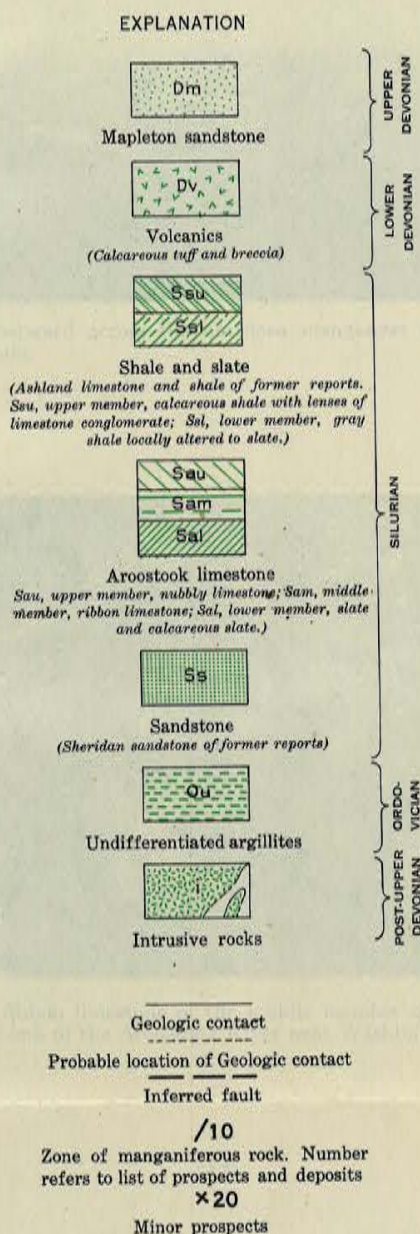 EXPLANATION
Dm
Mapleton sandstone
UPPER
DEVONIAN
Dv
Volcanics
(Calcareous tuff and breccia)
LOWER
DEVONIAN
Ssu
Ssl
Shale and slate
(Ashland limestone and shale of former reports.
Ssu, upper member, calcareous shale with lenses of
limestone conglomerate; Ssl, lower member, gray
shale locally altered to slate.)
Sau
Sam
Sal
Aroostook limestone
Sau, upper member, nubbly limestone; Sam, middle
member, ribbon limestone; Sal, lower member, slate
and calcareous slate.)
Ss
Sandstone
(Sheridan sandstone of former reports)
SILURIAN
Ou
Undifferentiated argillites
ORDO-
VICIAN
i
Intrusive rocks
POST-UPPER
DEVONIAN
Geologic contact
Probable location of Geologic contact
Inferred fault
/10
Zone of manganiferous rock. Number
refers to list of prospects and deposits
×20
Minor prospects